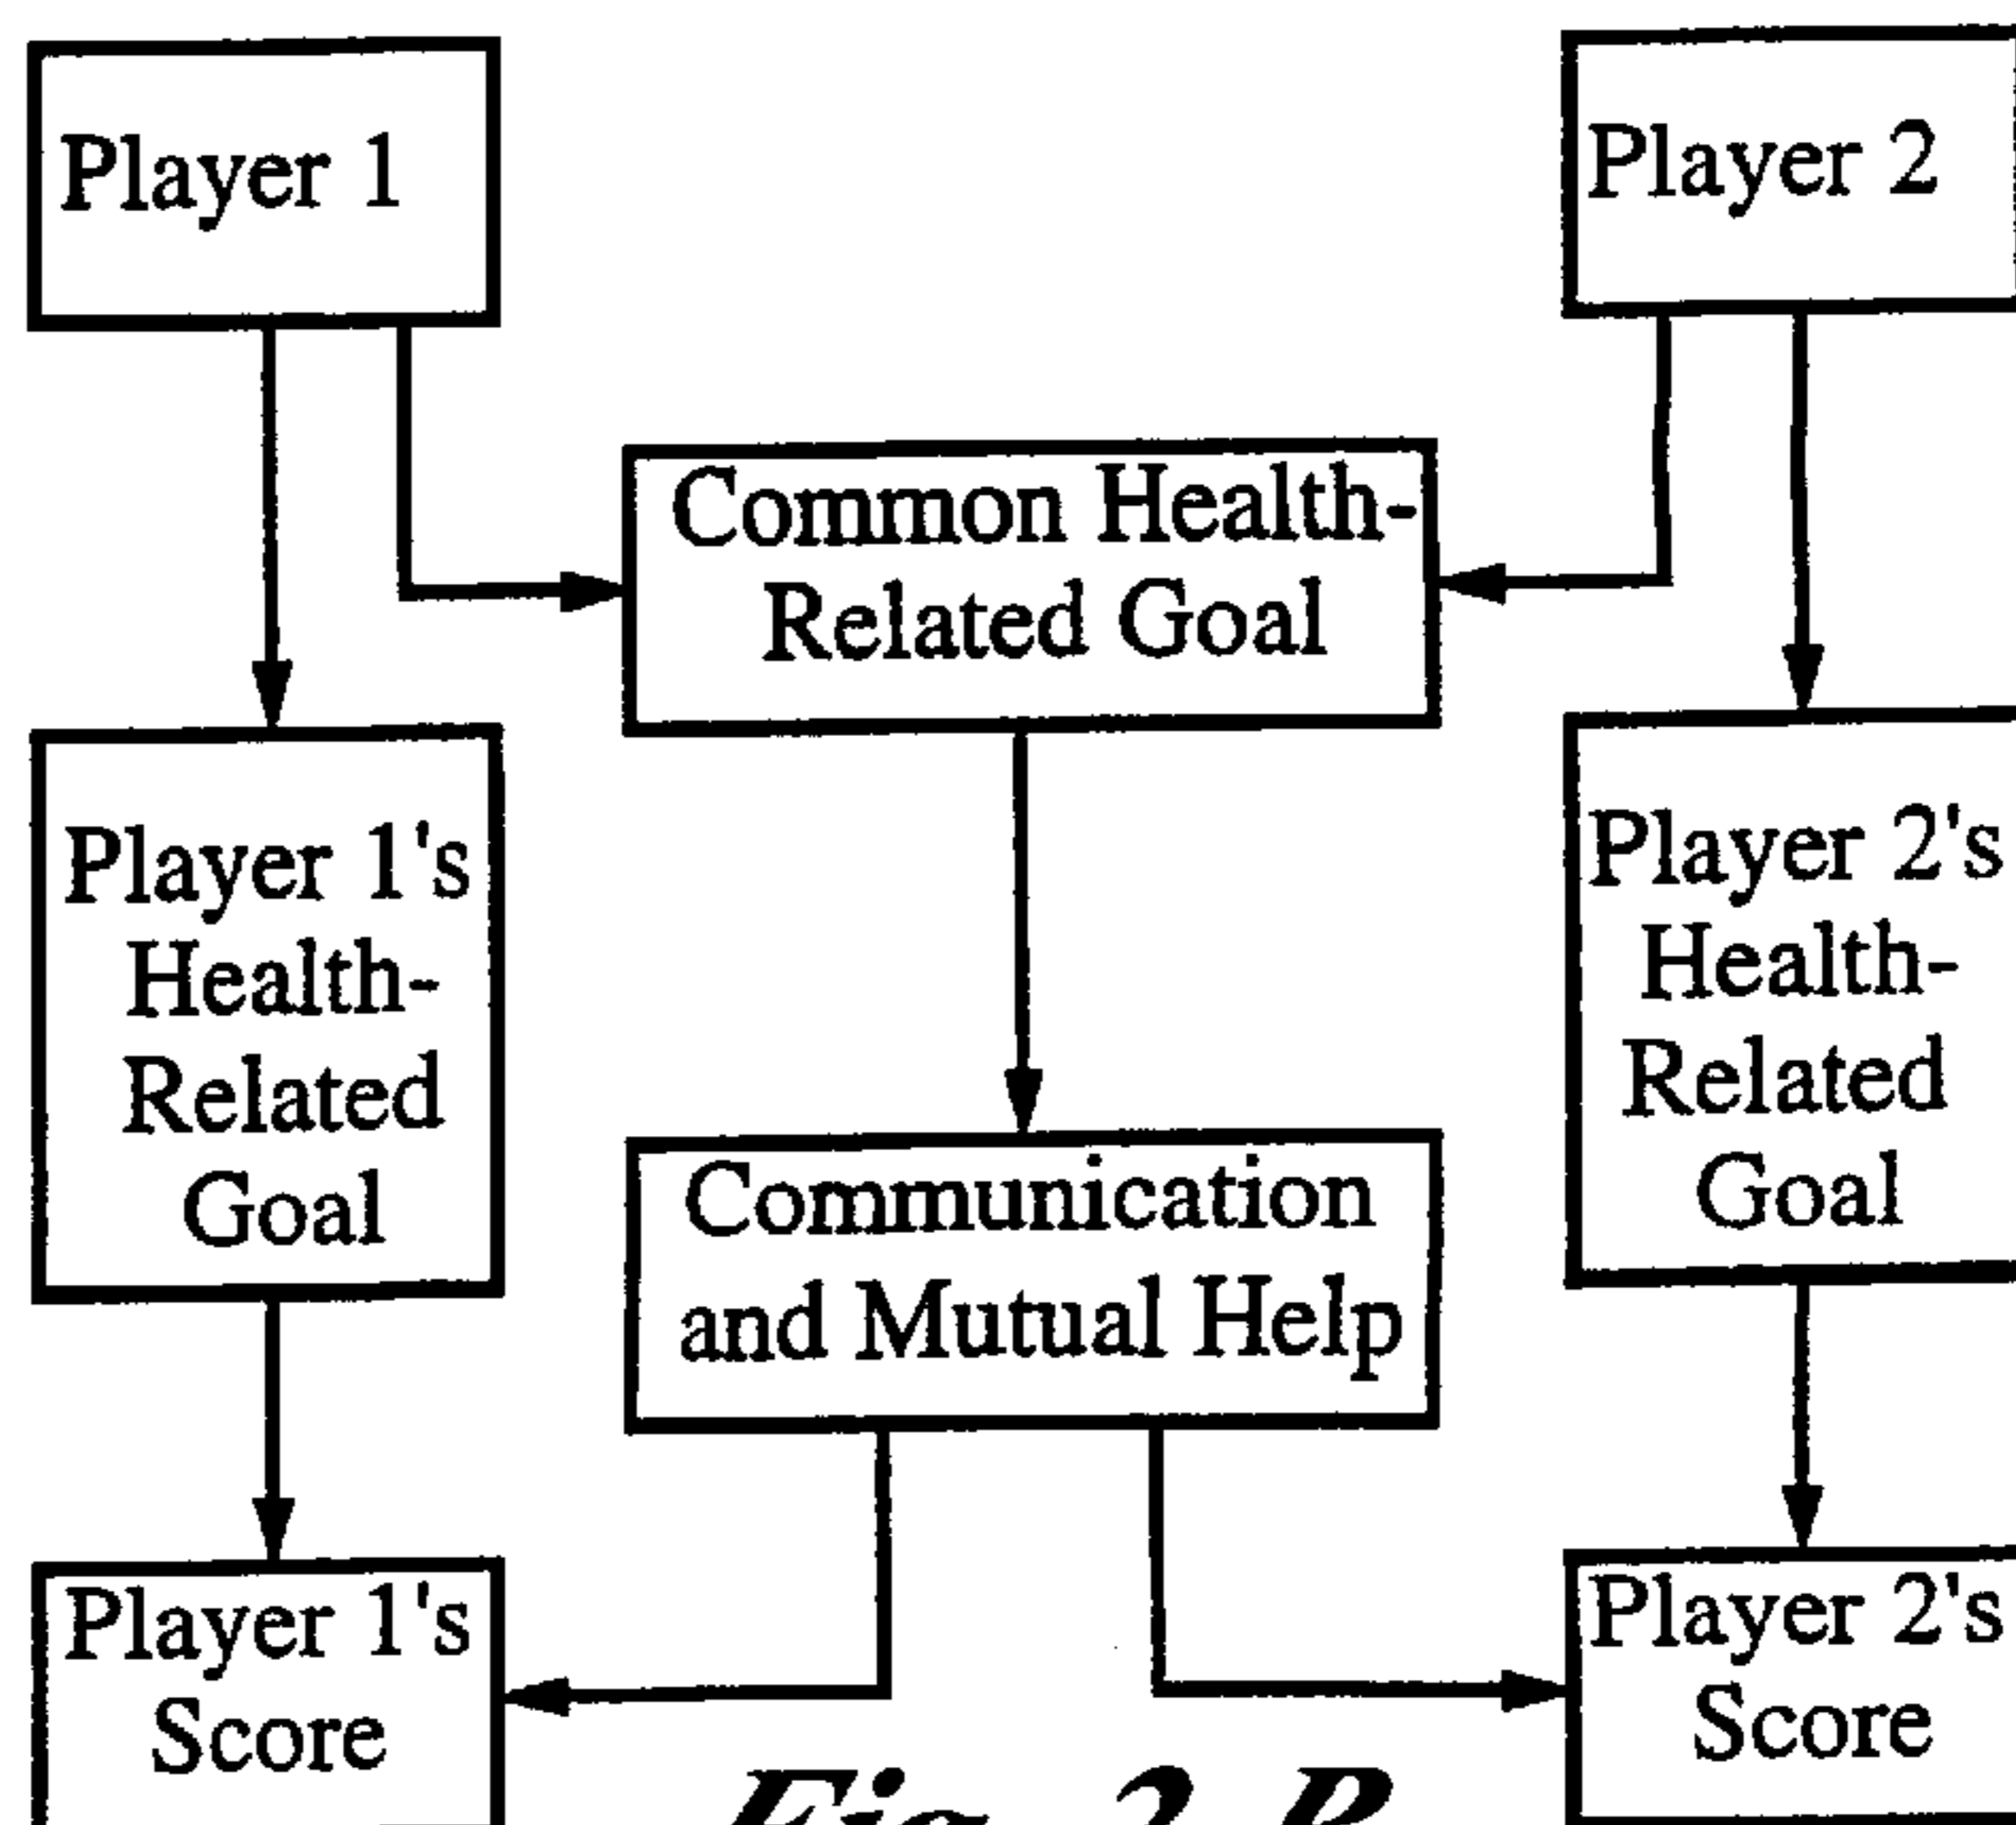 Player 1
Player 2
Common Health-
Related Goal
Player 1's
Health-
Related
Goal
Player 2's
Health-
Related
Goal
Communication
and Mutual Help
Player 1's
Score
Player 2's
Score